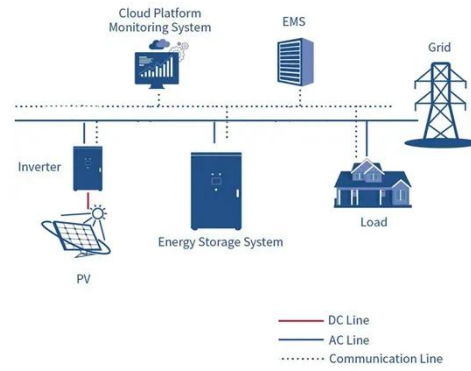 Cloud Platform
Monitoring System
EMS
Grid
Inverter
Energy Storage System
Load
PV
DC Line
AC Line
Communication Line